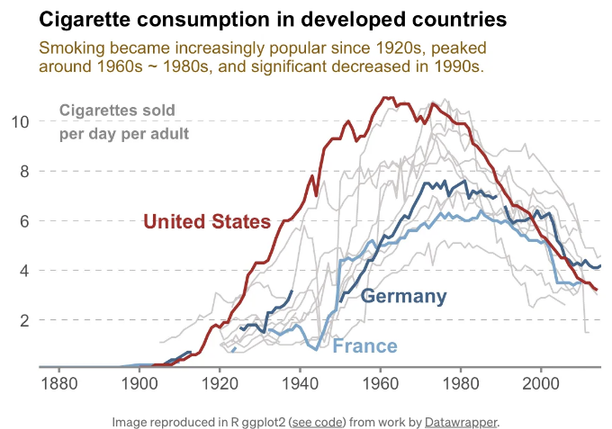 Cigarette consumption in developed countries
Smoking became increasingly popular since 1920s, peaked
around 1960s ~ 1980s, and significant decreased in 1990s.
Cigarettes sold
per day per adult
10
8
6
4
2
United States
Germany
France
1880 1900 1920 1940 1960 1980 2000
Image reproduced in R ggplot2 (see code) from work by Datawrapper.